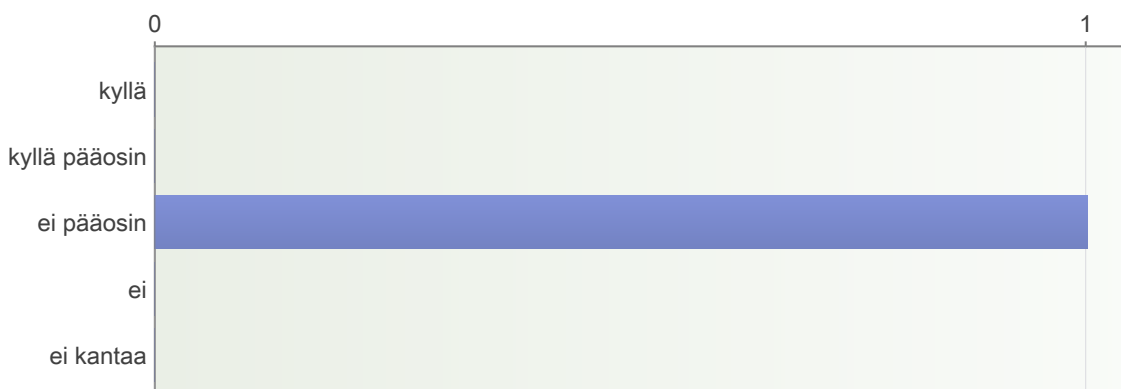 0 1
kyllä
kyllä pääosin
ei pääosin
ei
ei kantaa